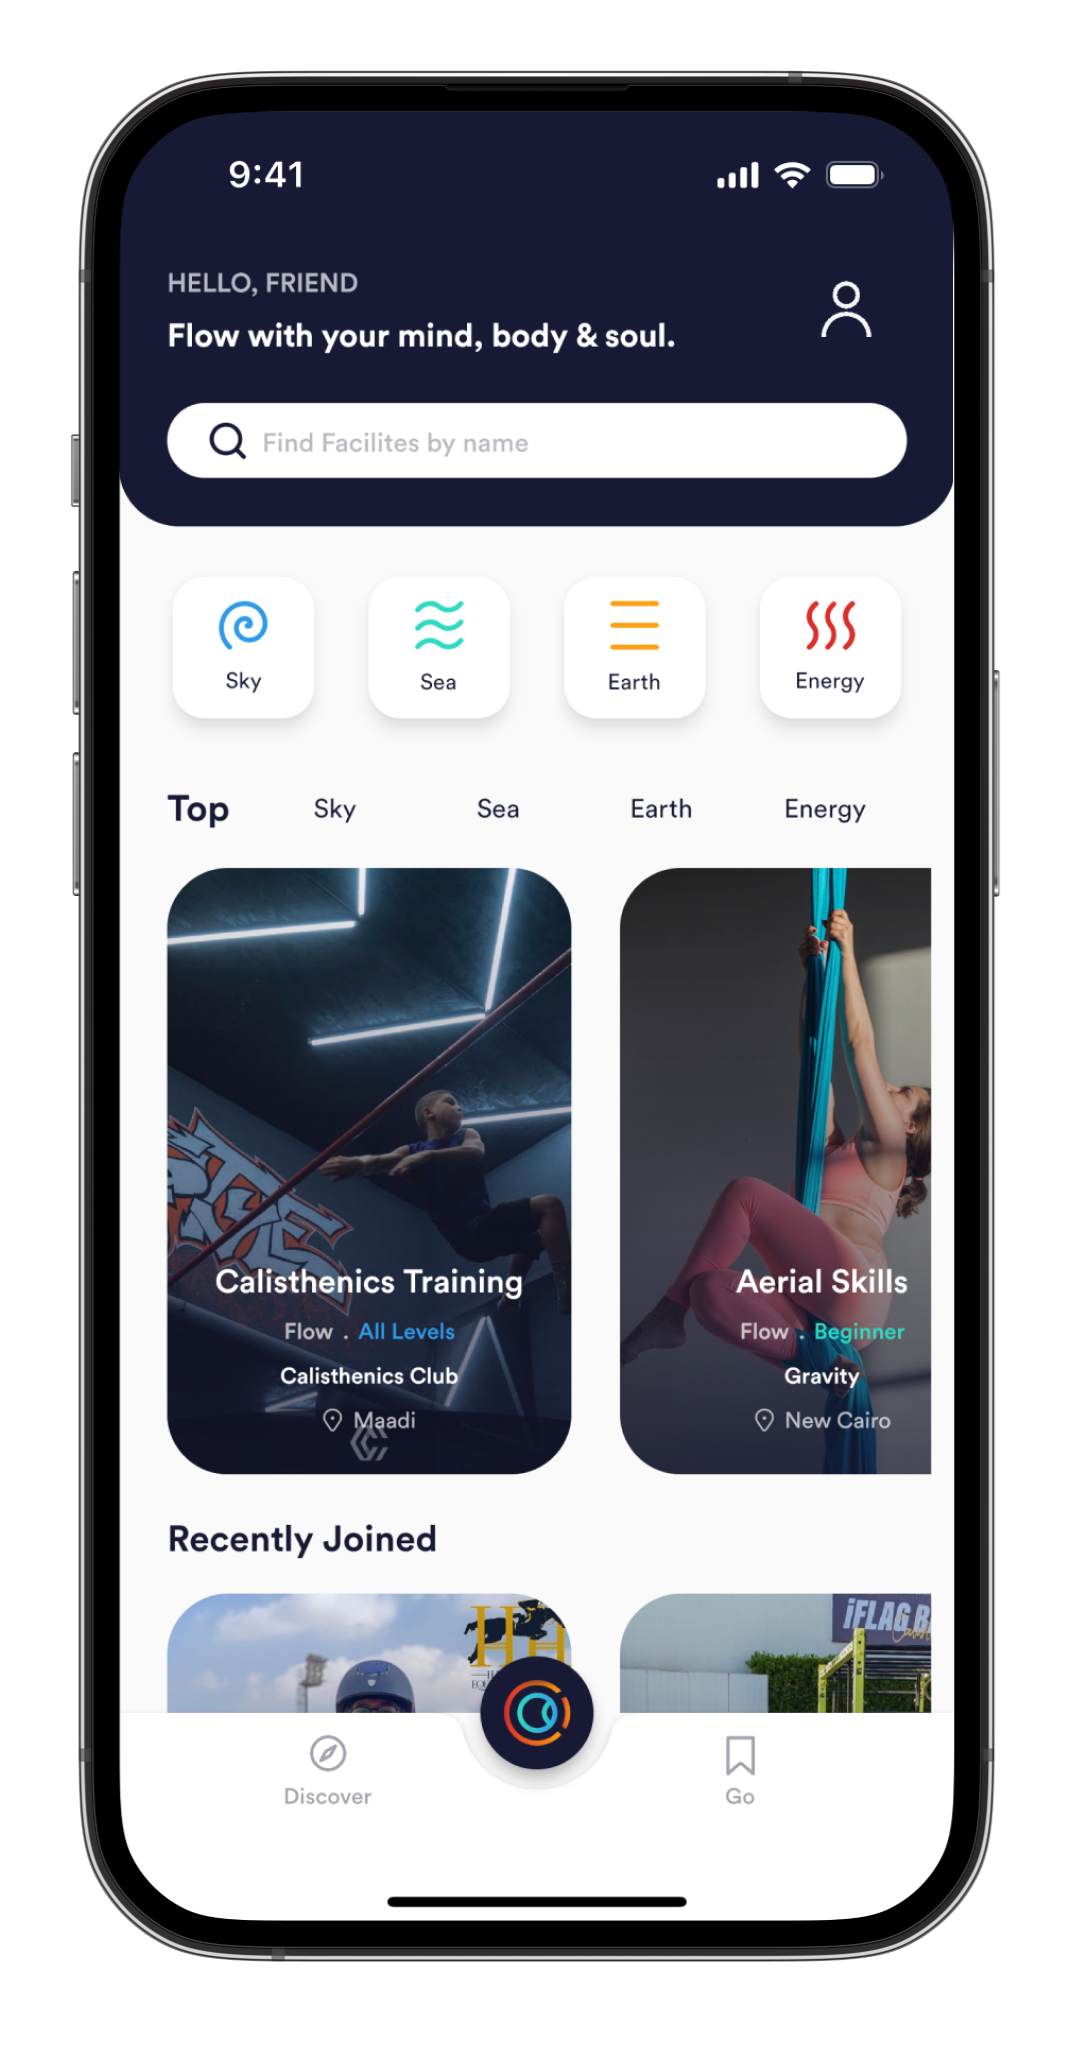 9:41
HELLO, FRIEND
Flow with your mind, body & soul.
Find Facilites by name
Sky
Sea
Earth
Energy
Top
Sky
Sea
Earth
Energy
Calisthenics Training
Flow . All Levels
Calisthenics Club
Maadi
Aerial Skills
Flow . Beginner
Gravity
New Cairo
Recently Joined
iFLAG
Discover
Go